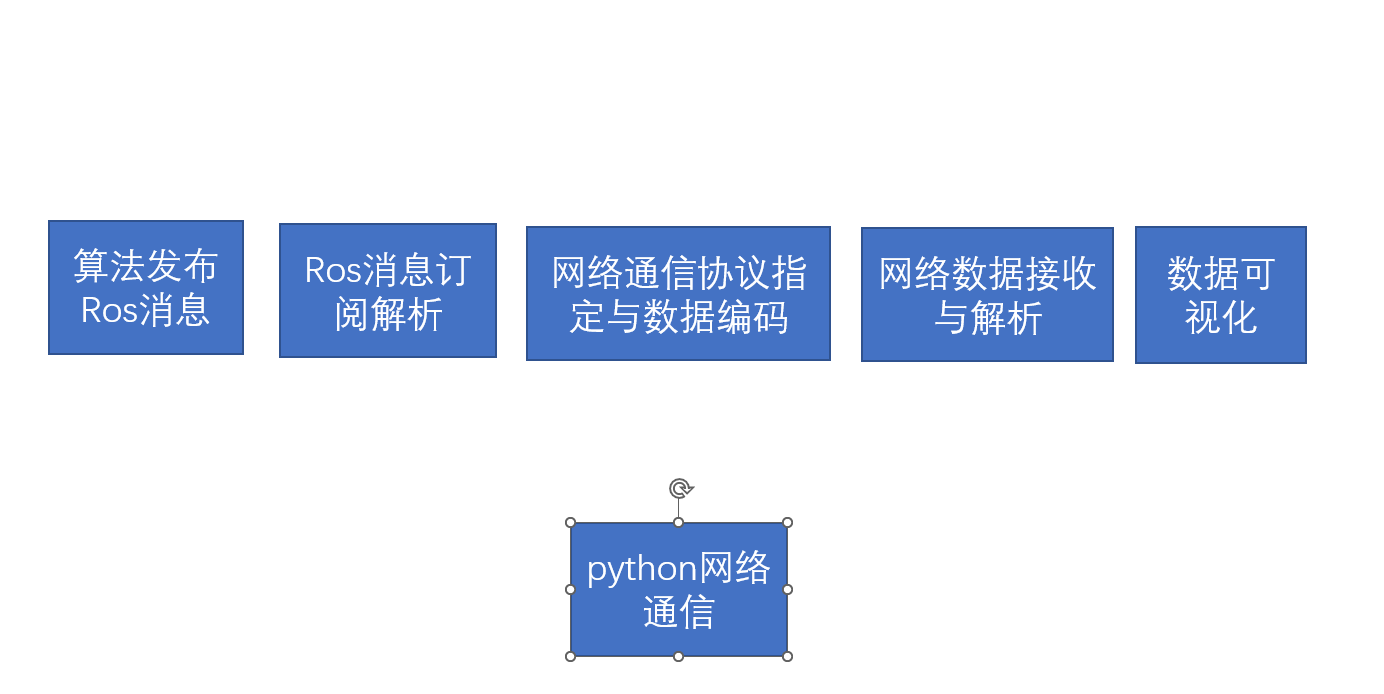 算法发布
Ros消息
Ros消息订
阅解析
网络通信协议指
定与数据编码
网络数据接收
与解析
数据可
视化
python网络
通信